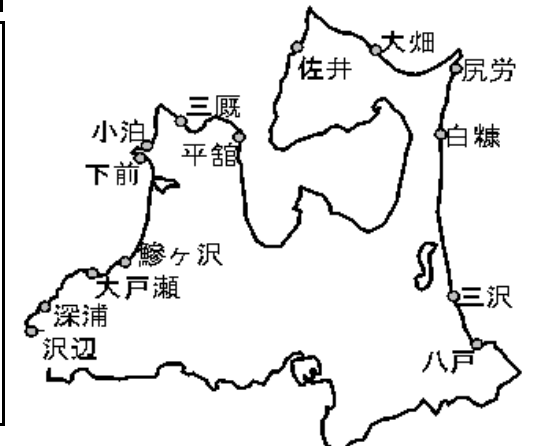 大畑
佐井
尻労
三厩
小泊
平舘
白糠
下前
鰺ヶ沢
大戸瀬
三沢
深浦
沢辺
八戸